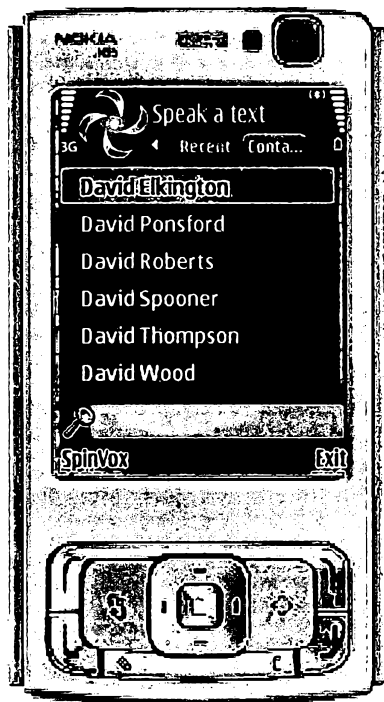 NOKIA
N95
Speak a text
3G
Recent Conta...
David Elkington
David Ponsford
David Roberts
David Spooner
David Thompson
David Wood
SpinVox Exit